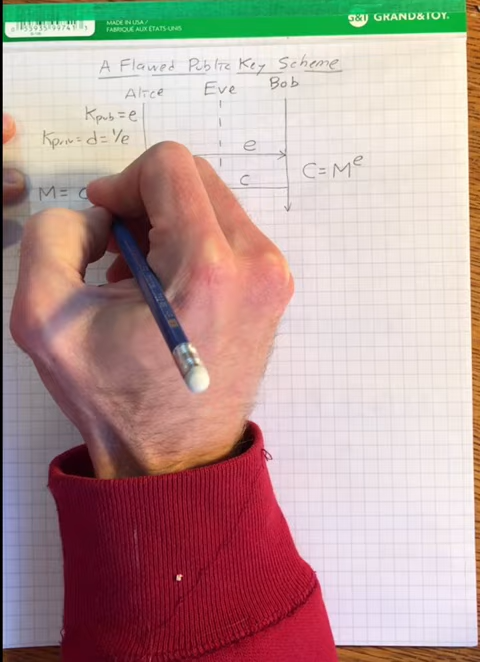 MADE IN USA /
FABRIQUE AUX ÉTATS-UNIS
G&T GRAND&TOY.
A Flawed Public Key Scheme
Alice Eve Bob
Kpub = e
Kpriv = d = 1/e
e
C = M^e
C
M = C